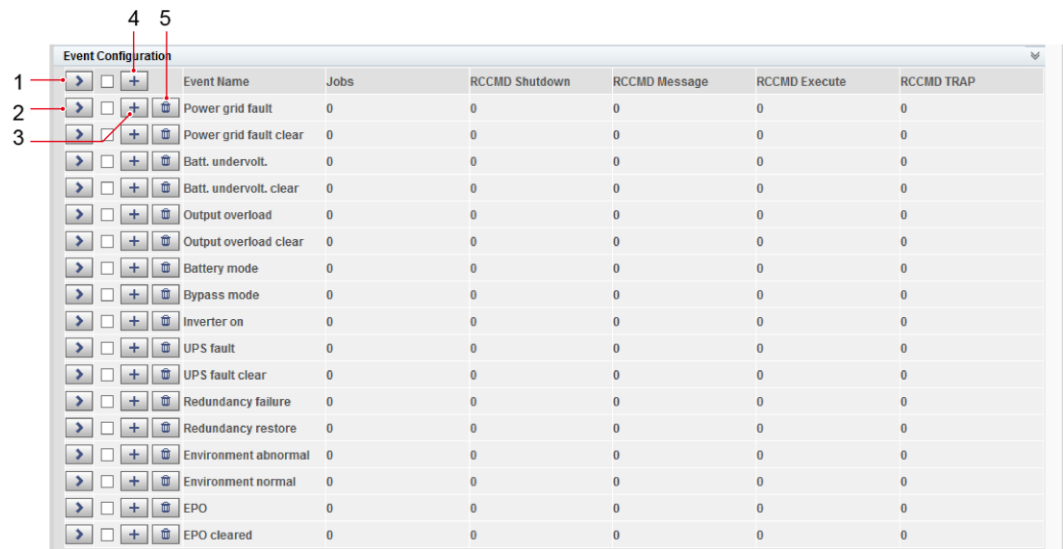 4 5
Event Configuration
1 Event Name Jobs RCCMD Shutdown RCCMD Message RCCMD Execute RCCMD TRAP
2 Power grid fault 0 0 0 0 0
3 Power grid fault clear 0 0 0 0 0
Batt. undervolt. 0 0 0 0 0
Batt. undervolt. clear 0 0 0 0 0
Output overload 0 0 0 0 0
Output overload clear 0 0 0 0 0
Battery mode 0 0 0 0 0
Bypass mode 0 0 0 0 0
Inverter on 0 0 0 0 0
UPS fault 0 0 0 0 0
UPS fault clear 0 0 0 0 0
Redundancy failure 0 0 0 0 0
Redundancy restore 0 0 0 0 0
Environment abnormal 0 0 0 0 0
Environment normal 0 0 0 0 0
EPO 0 0 0 0 0
EPO cleared 0 0 0 0 0